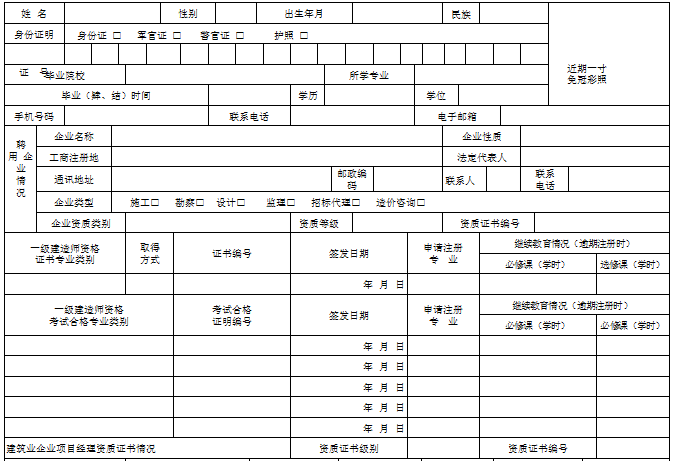 姓 名 性别 出生年月 民族
身份证明 身份证 □ 军官证 □ 警官证 □ 护照 □
近期一寸
免冠彩照
证 号
毕业院校 所学专业
毕业（肄、结）时间 学历 学位
手机号码 联系电话 电子邮箱
聘
用 企
业
情
况
企业名称 企业性质
工商注册地 法定代表人
通讯地址 邮政编
码 联系人 联系
电话
企业类型 施工□ 勘察□ 设计□ 监理□ 招标代理□ 造价咨询□
企业资质类别 资质等级 资质证书编号
一级建造师资格
证书专业类别
取得
方式
证书编号
签发日期
申请注册
专 业
继续教育情况（逾期注册时）
必修课（学时） 选修课（学时）
年 月 日
一级建造师资格
考试合格专业类别
考试合格
证明编号
签发日期
申请注册
专 业
继续教育情况（逾期注册时）
必修课（学时） 必修课（学时）
年 月 日
年 月 日
年 月 日
年 月 日
年 月 日
建筑业企业项目经理资质证书情况 资质证书级别 资质证书编号